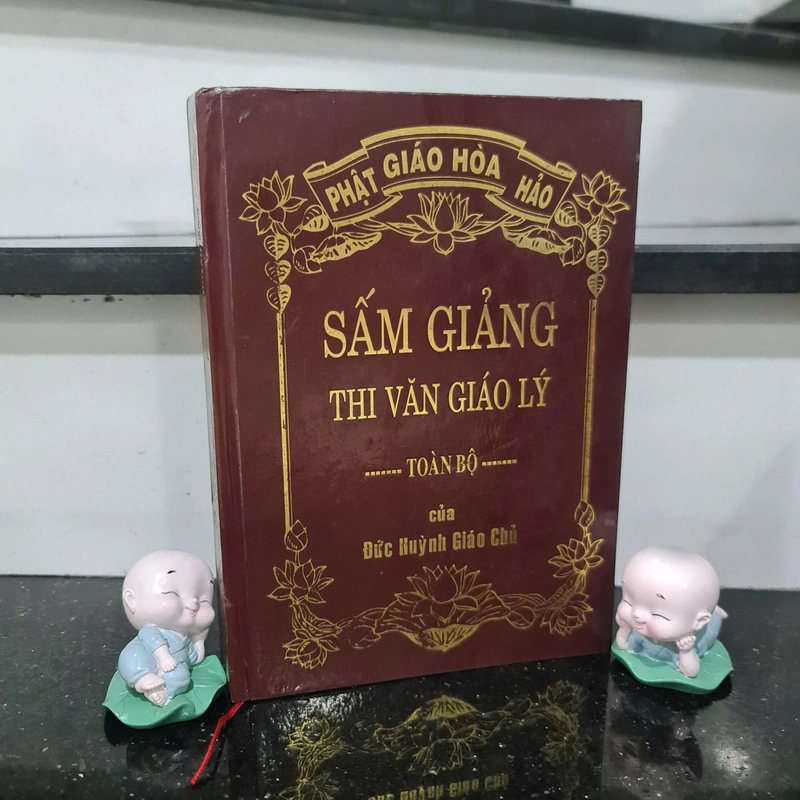 PHẬT GIÁO HÒA HẢO
SẤM GIẢNG
THI VĂN GIÁO LÝ
....... TOÀN BỘ .......
của
Đức Huỳnh Giáo Chủ